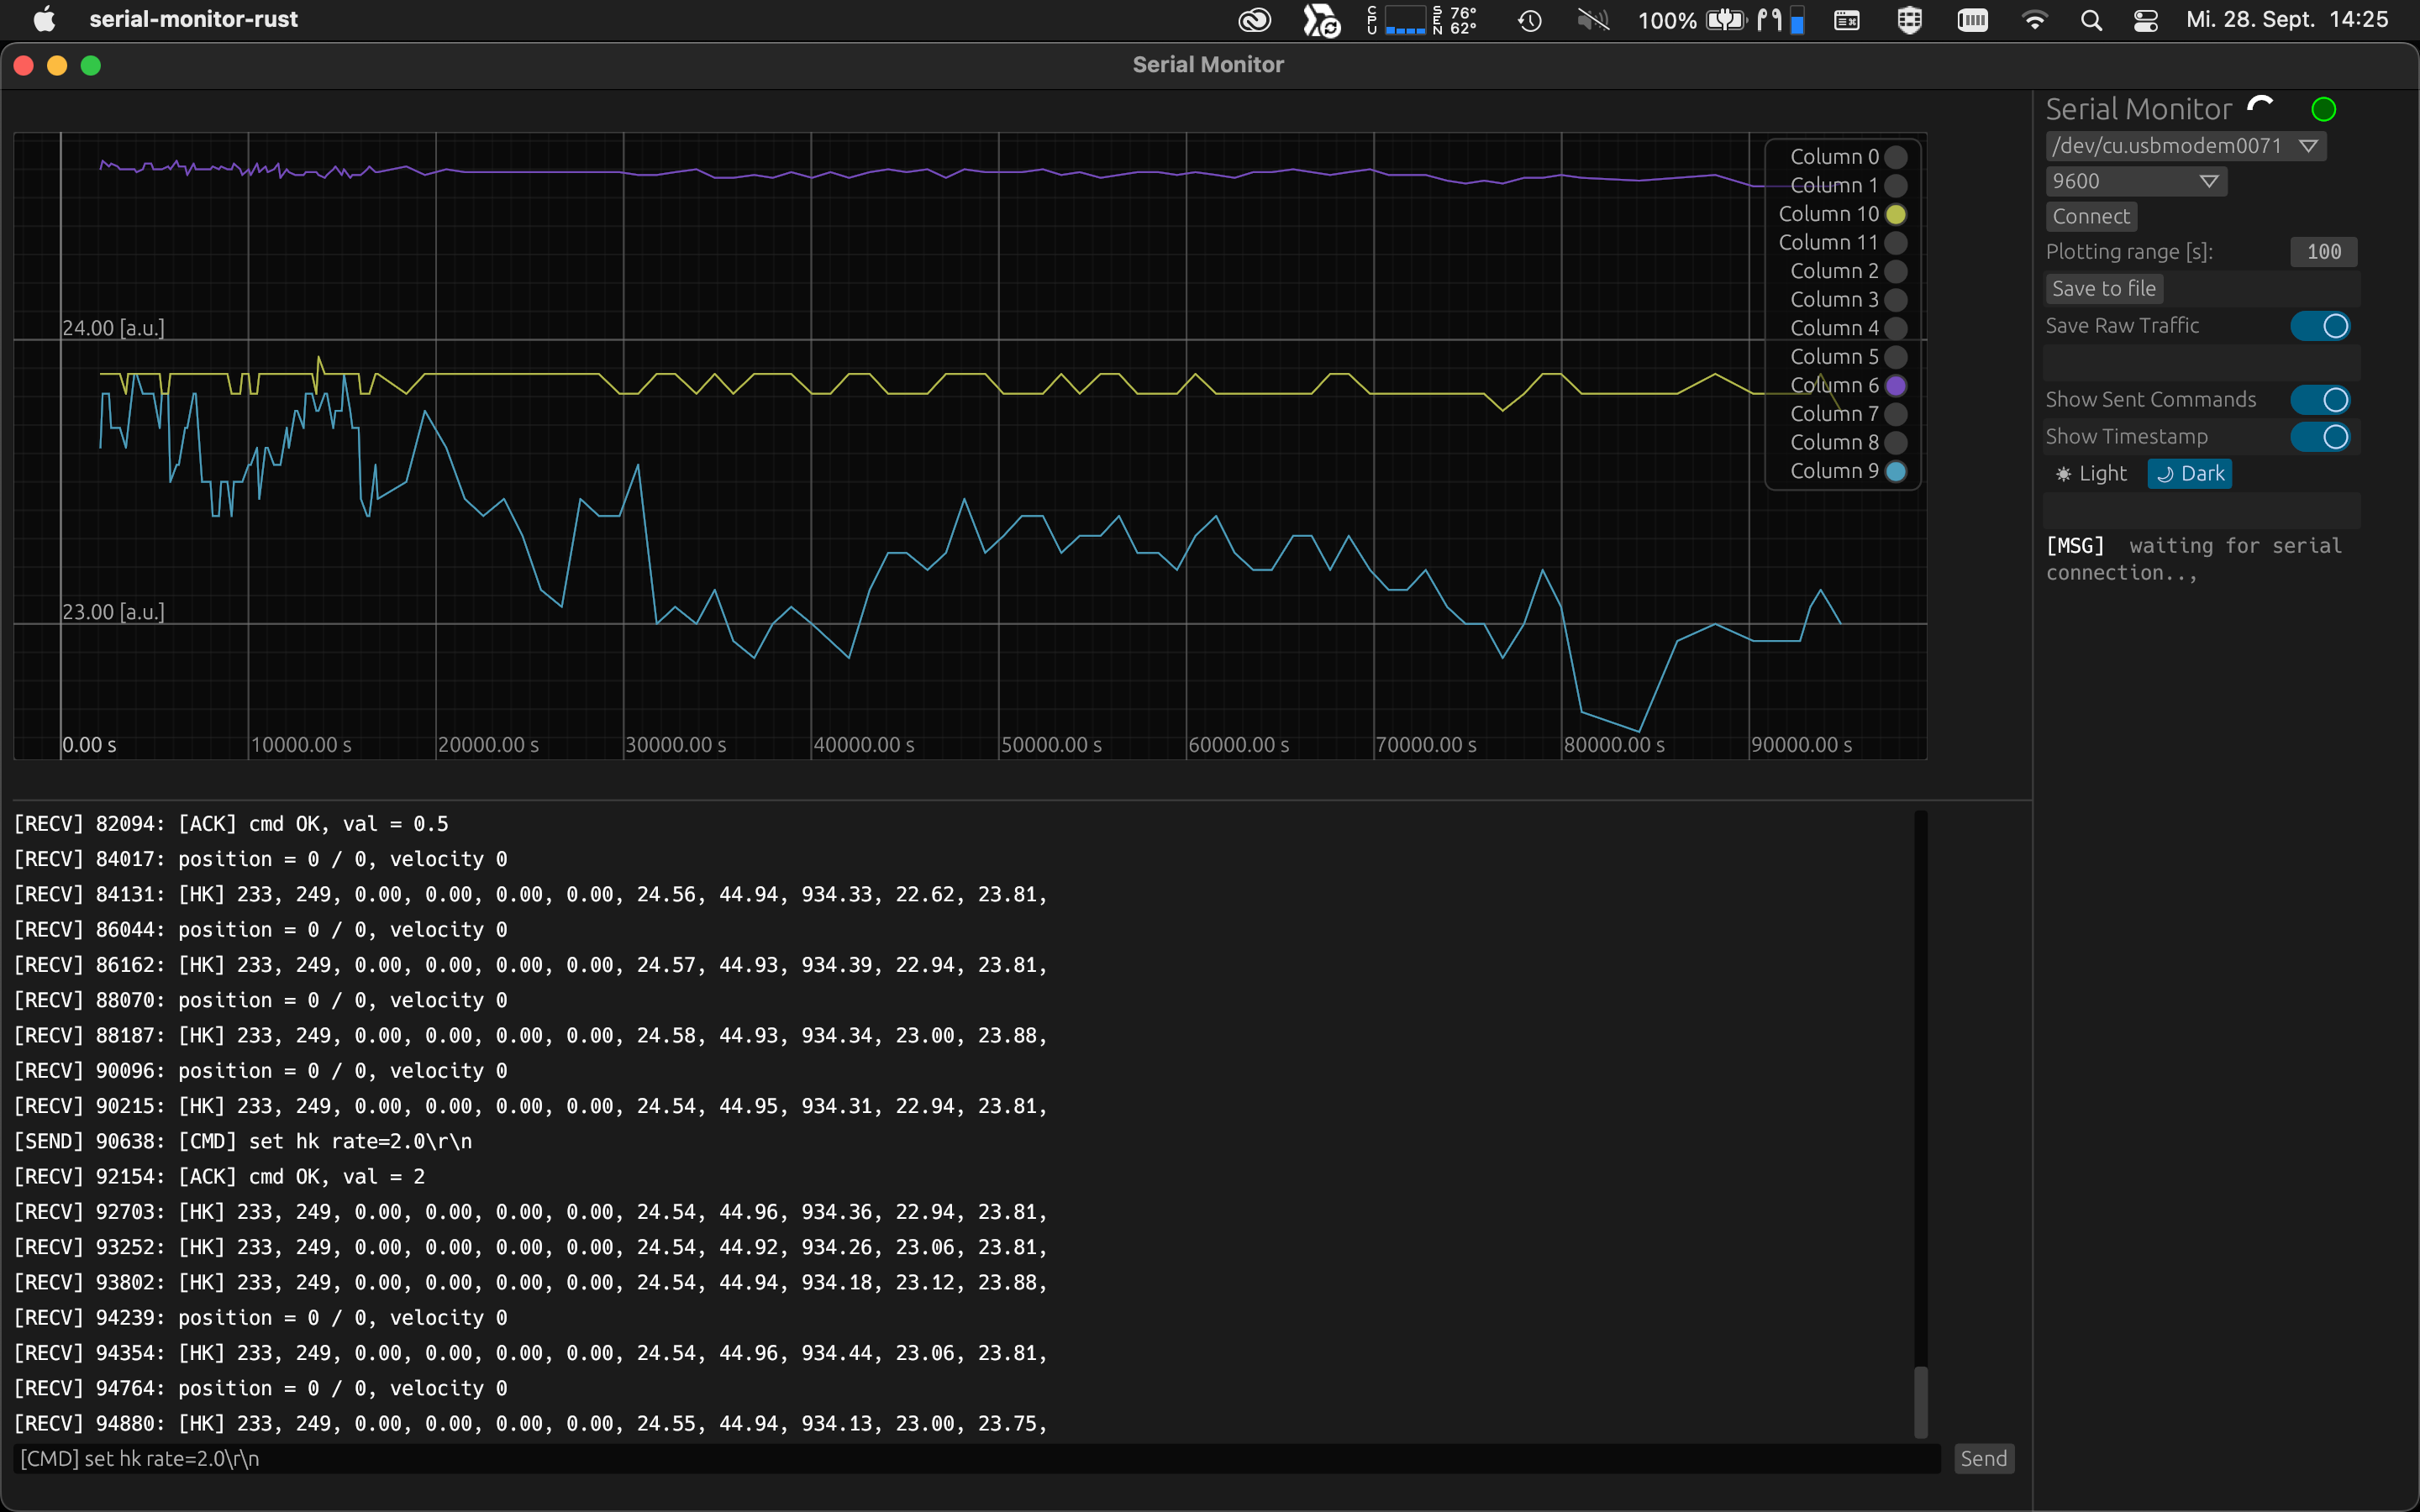 serial-monitor-rust
CPU
SEN 76° 62°
100%
Mi. 28. Sept. 14:25
Serial Monitor
24.00 [a.u.]
23.00 [a.u.]
0.00 s
10000.00 s
20000.00 s
30000.00 s
40000.00 s
50000.00 s
60000.00 s
70000.00 s
80000.00 s
90000.00 s
Column 0
Column 1
Column 10
Column 11
Column 2
Column 3
Column 4
Column 5
Column 6
Column 7
Column 8
Column 9
[RECV] 82094: [ACK] cmd OK, val = 0.5
[RECV] 84017: position = 0 / 0, velocity 0
[RECV] 84131: [HK] 233, 249, 0.00, 0.00, 0.00, 0.00, 24.56, 44.94, 934.33, 22.62, 23.81,
[RECV] 86044: position = 0 / 0, velocity 0
[RECV] 86162: [HK] 233, 249, 0.00, 0.00, 0.00, 0.00, 24.57, 44.93, 934.39, 22.94, 23.81,
[RECV] 88070: position = 0 / 0, velocity 0
[RECV] 88187: [HK] 233, 249, 0.00, 0.00, 0.00, 0.00, 24.58, 44.93, 934.34, 23.00, 23.88,
[RECV] 90096: position = 0 / 0, velocity 0
[RECV] 90215: [HK] 233, 249, 0.00, 0.00, 0.00, 0.00, 24.54, 44.95, 934.31, 22.94, 23.81,
[SEND] 90638: [CMD] set hk rate=2.0\r\n
[RECV] 92154: [ACK] cmd OK, val = 2
[RECV] 92703: [HK] 233, 249, 0.00, 0.00, 0.00, 0.00, 24.54, 44.96, 934.36, 22.94, 23.81,
[RECV] 93252: [HK] 233, 249, 0.00, 0.00, 0.00, 0.00, 24.54, 44.92, 934.26, 23.06, 23.81,
[RECV] 93802: [HK] 233, 249, 0.00, 0.00, 0.00, 0.00, 24.54, 44.94, 934.18, 23.12, 23.88,
[RECV] 94239: position = 0 / 0, velocity 0
[RECV] 94354: [HK] 233, 249, 0.00, 0.00, 0.00, 0.00, 24.54, 44.96, 934.44, 23.06, 23.81,
[RECV] 94764: position = 0 / 0, velocity 0
[RECV] 94880: [HK] 233, 249, 0.00, 0.00, 0.00, 0.00, 24.55, 44.94, 934.13, 23.00, 23.75,
[CMD] set hk rate=2.0\r\n
Send
Serial Monitor
/dev/cu.usbmodem0071
9600
Connect
Plotting range [s]: 100
Save to file
Save Raw Traffic
Show Sent Commands
Show Timestamp
Light Dark
[MSG] waiting for serial
connection..,